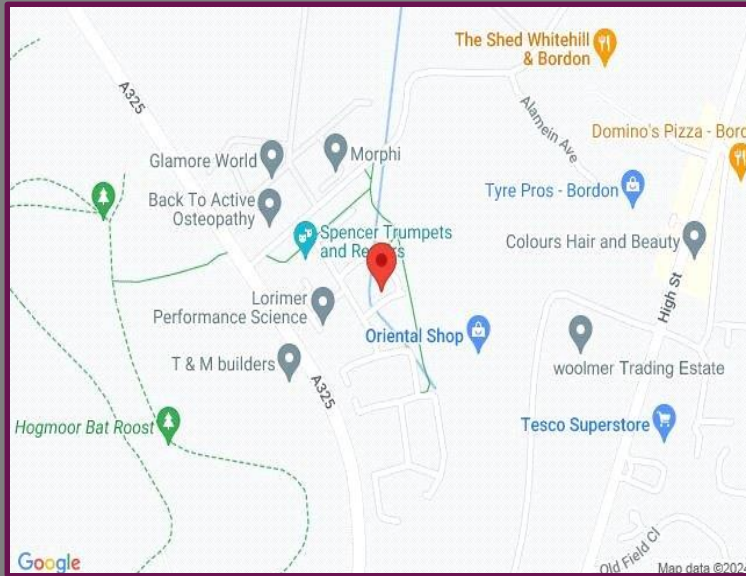 The Shed Whitehill
& Bordon
A325
Alamein Ave
Domino's Pizza - Bord
Glamore World
Morphi
Back To Active
Osteopathy
Tyre Pros - Bordon
Spencer Trumpets
and Repairs
Colours Hair and Beauty
Lorimer
Performance Science
High St
Oriental Shop
T & M builders
woolmer Trading Estate
A325
Hogmoor Bat Roost
Tesco Superstore
Old Field Cl
Google
Map data ©2024